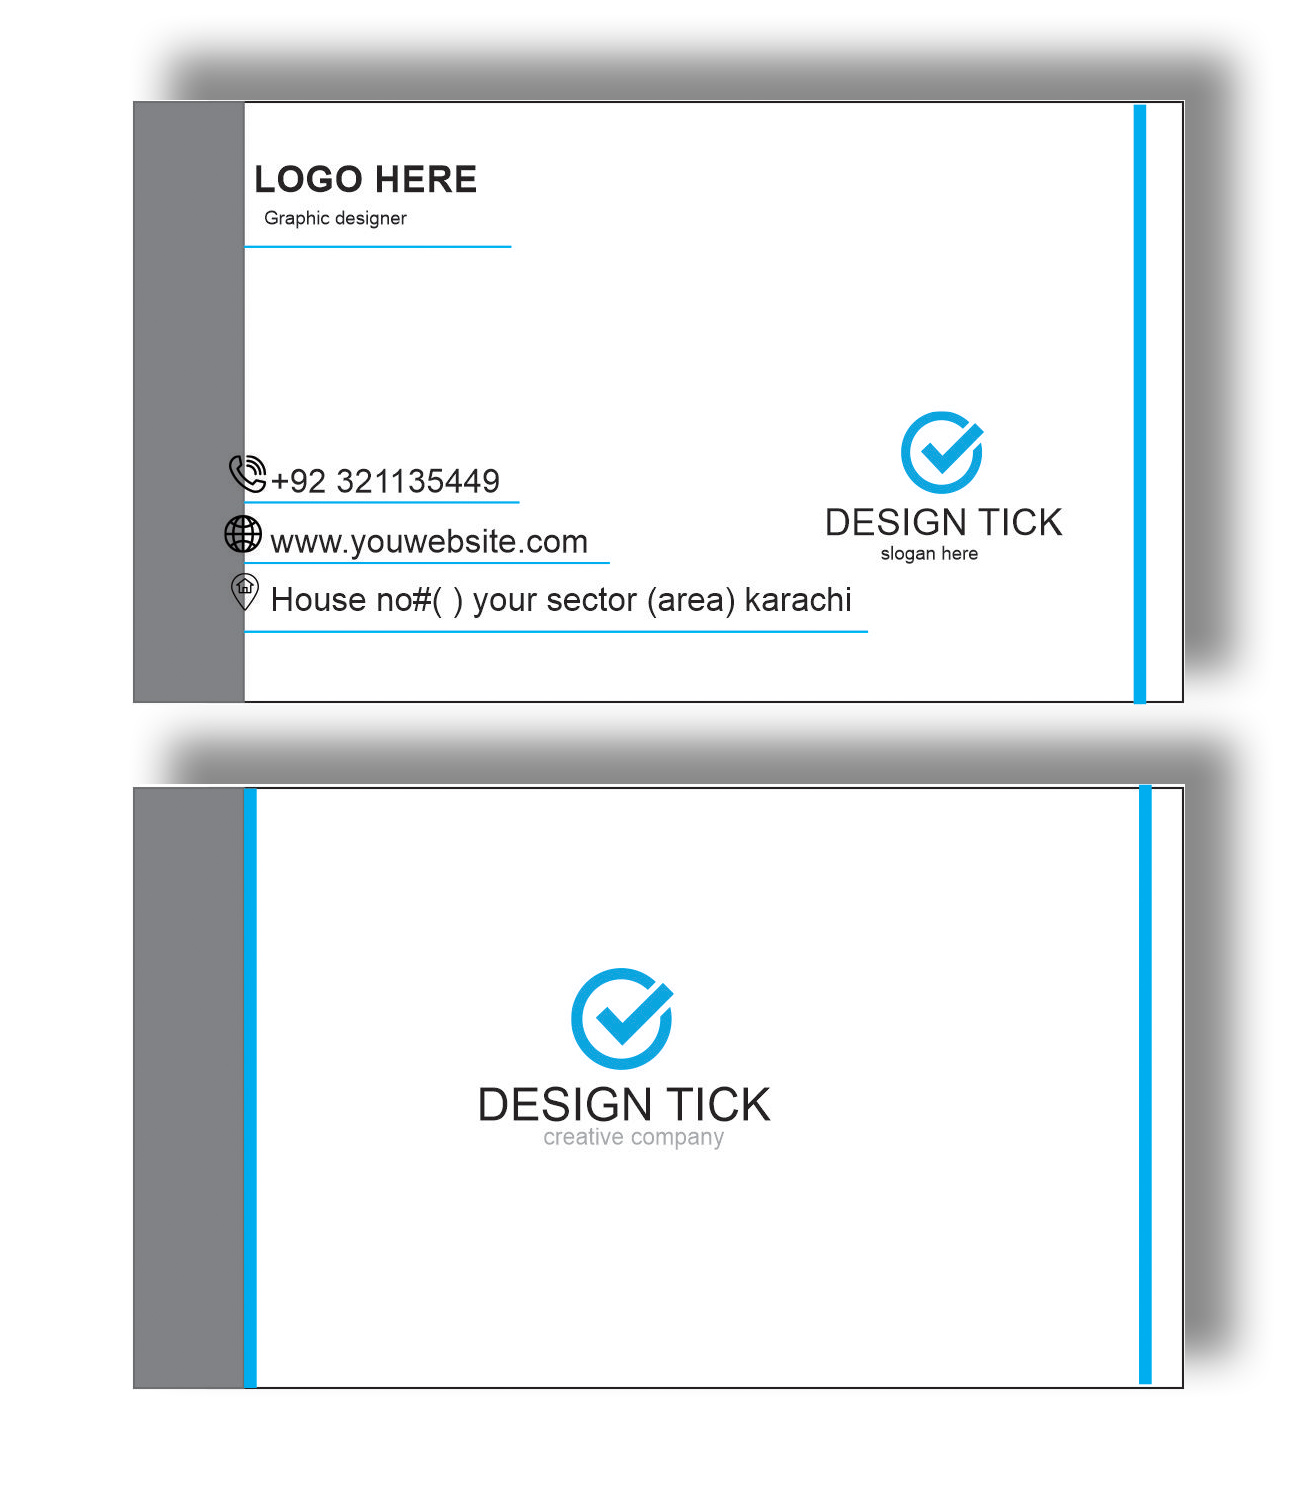 LOGO HERE
Graphic designer
+92 321135449
www.youwebsite.com
House no#( ) your sector (area) karachi
DESIGN TICK
slogan here
DESIGN TICK
creative company